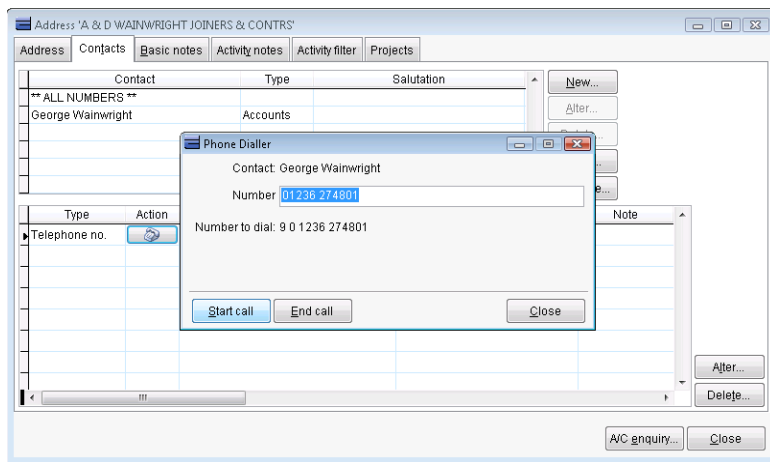 Address 'A & D WAINWRIGHT JOINERS & CONTRS'
Address Contacts Basic notes Activity notes Activity filter Projects
Contact Type Salutation
New...
** ALL NUMBERS **
Alter...
George Wainwright Accounts
Phone Dialler
Contact: George Wainwright
Number 01236 274801
Number to dial: 9 0 1236 274801
Start call End call Close
Type Action Note
Telephone no.
Alter...
Delete...
A/C enquiry... Close